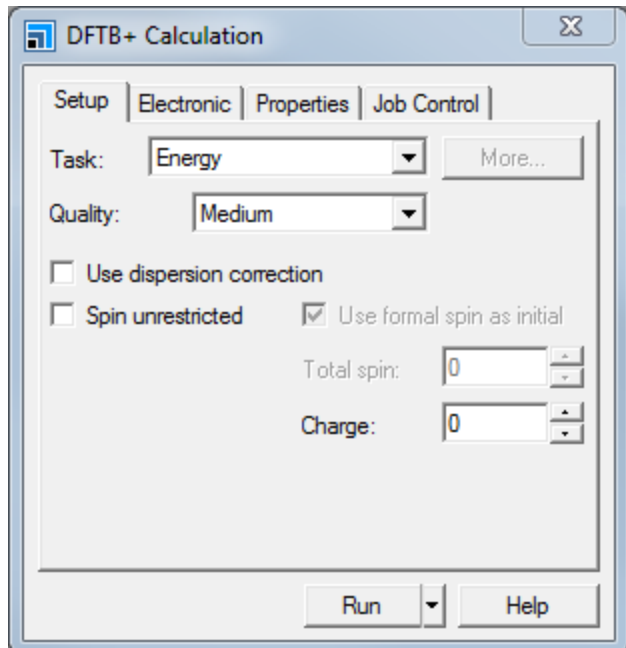 DFTB+ Calculation
Setup Electronic Properties Job Control
Task: Energy More...
Quality: Medium
Use dispersion correction
Spin unrestricted Use formal spin as initial
Total spin: 0
Charge: 0
Run Help